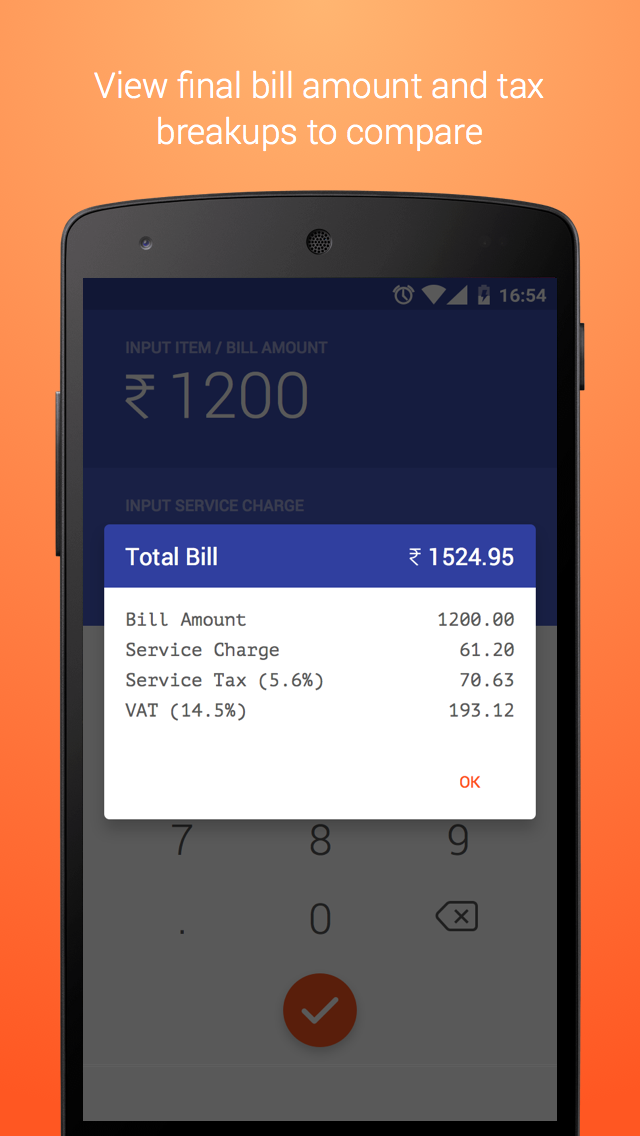 View final bill amount and tax
breakups to compare
16:54
INPUT ITEM / BILL AMOUNT
₹ 1200
INPUT SERVICE CHARGE
Total Bill ₹ 1524.95
Bill Amount 1200.00
Service Charge 61.20
Service Tax (5.6%) 70.63
VAT (14.5%) 193.12
OK
7 8 9
. 0